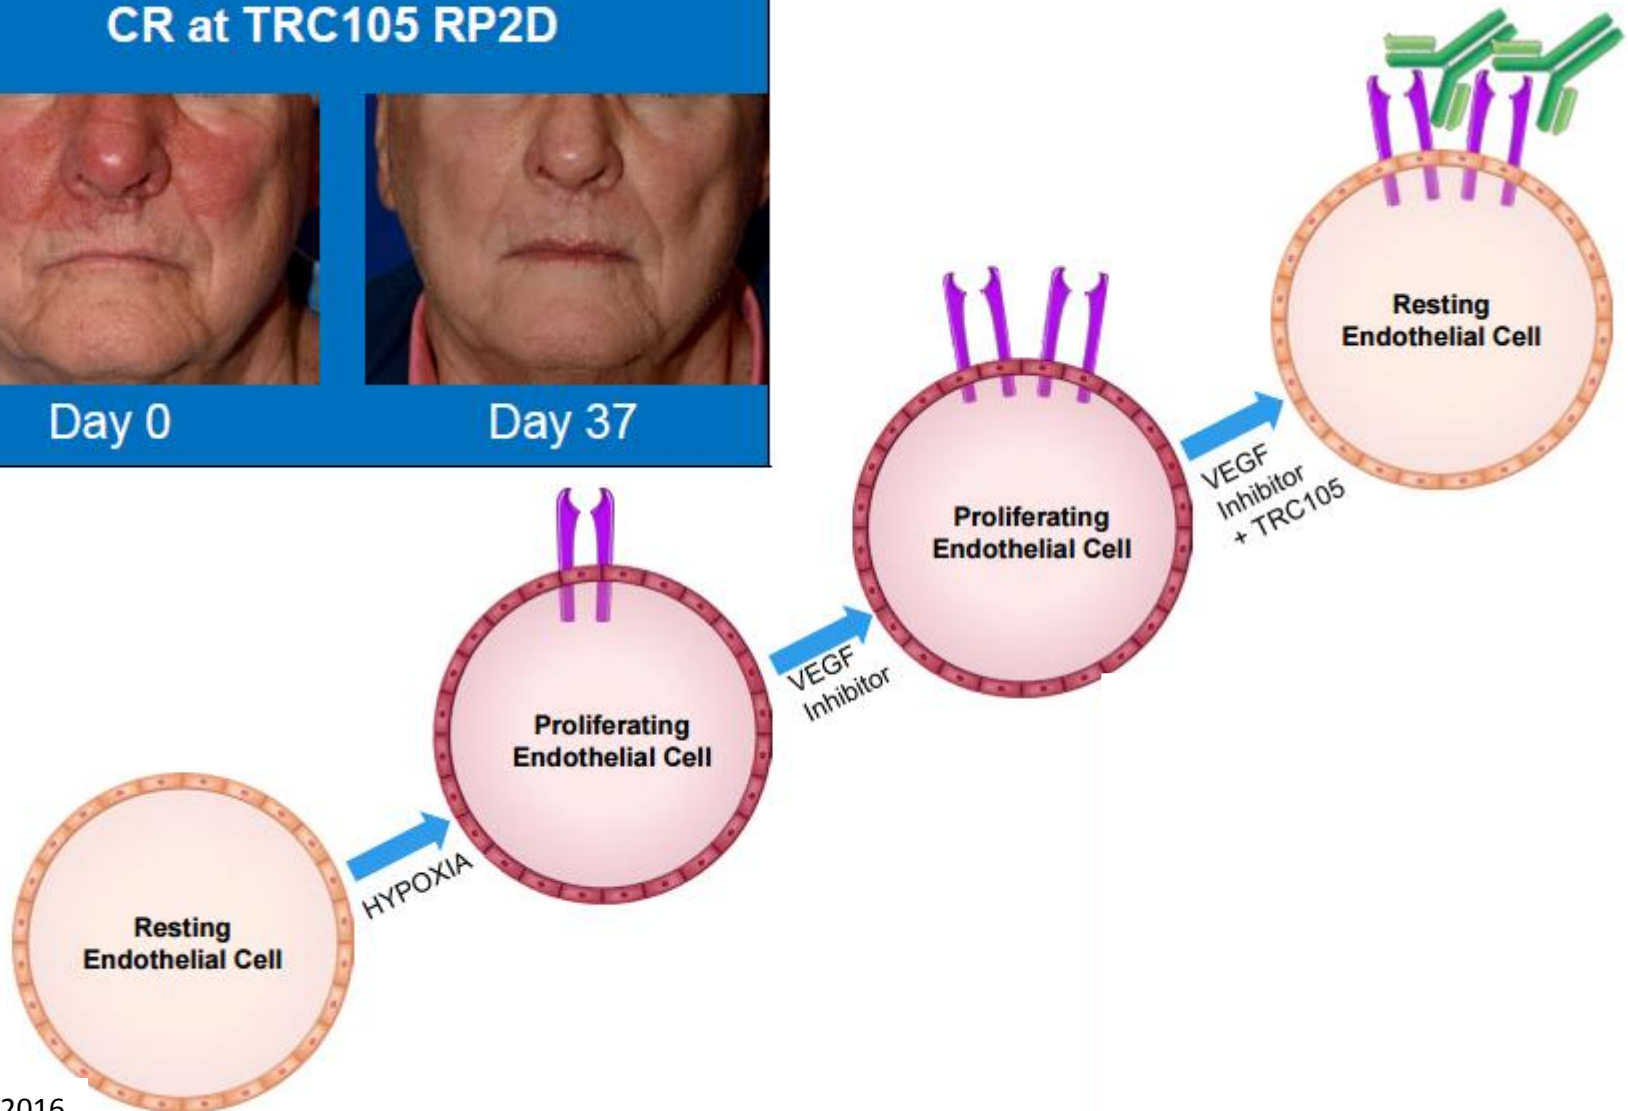 CR at TRC105 RP2D
Day 0
Day 37
Resting
Endothelial Cell
HYPOXIA
Proliferating
Endothelial Cell
VEGF
Inhibitor
Proliferating
Endothelial Cell
VEGF
Inhibitor
+ TRC105
Resting
Endothelial Cell
2016